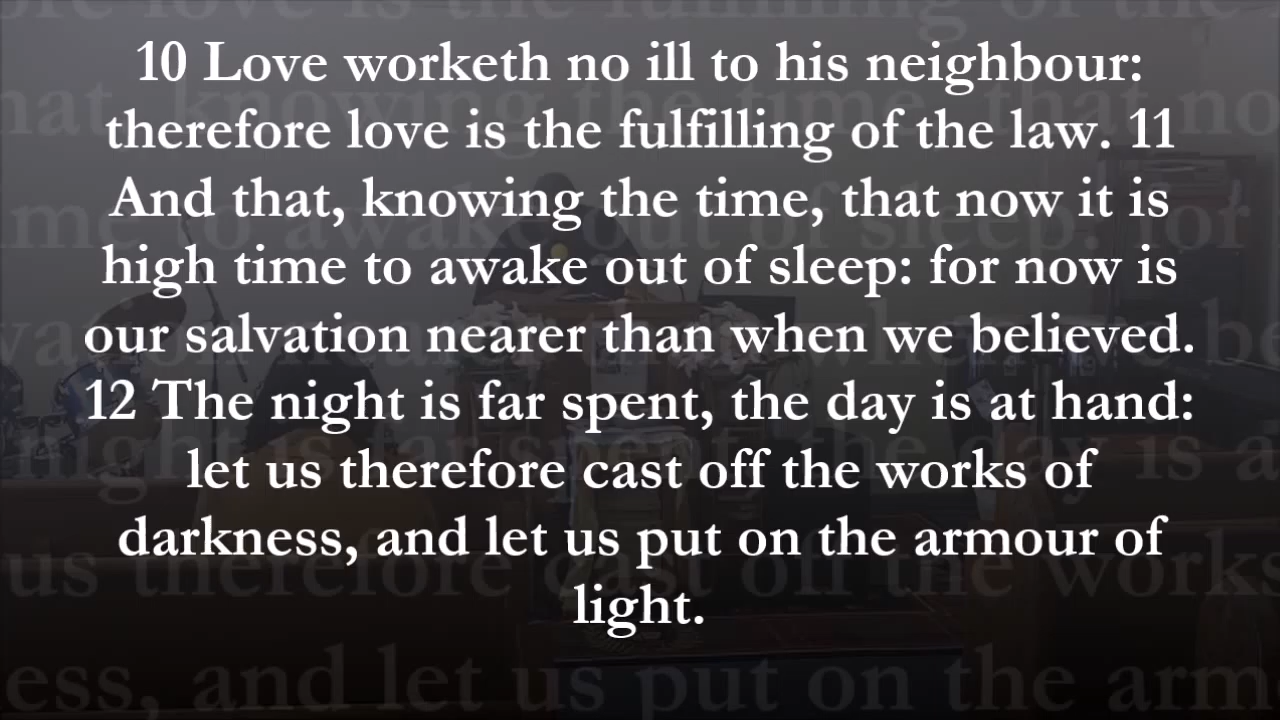 10 Love worketh no ill to his neighbour:
therefore love is the fulfilling of the law. 11
And that, knowing the time, that now it is
high time to awake out of sleep: for now is
our salvation nearer than when we believed.
12 The night is far spent, the day is at hand:
let us therefore cast off the works of
darkness, and let us put on the armour of
light.